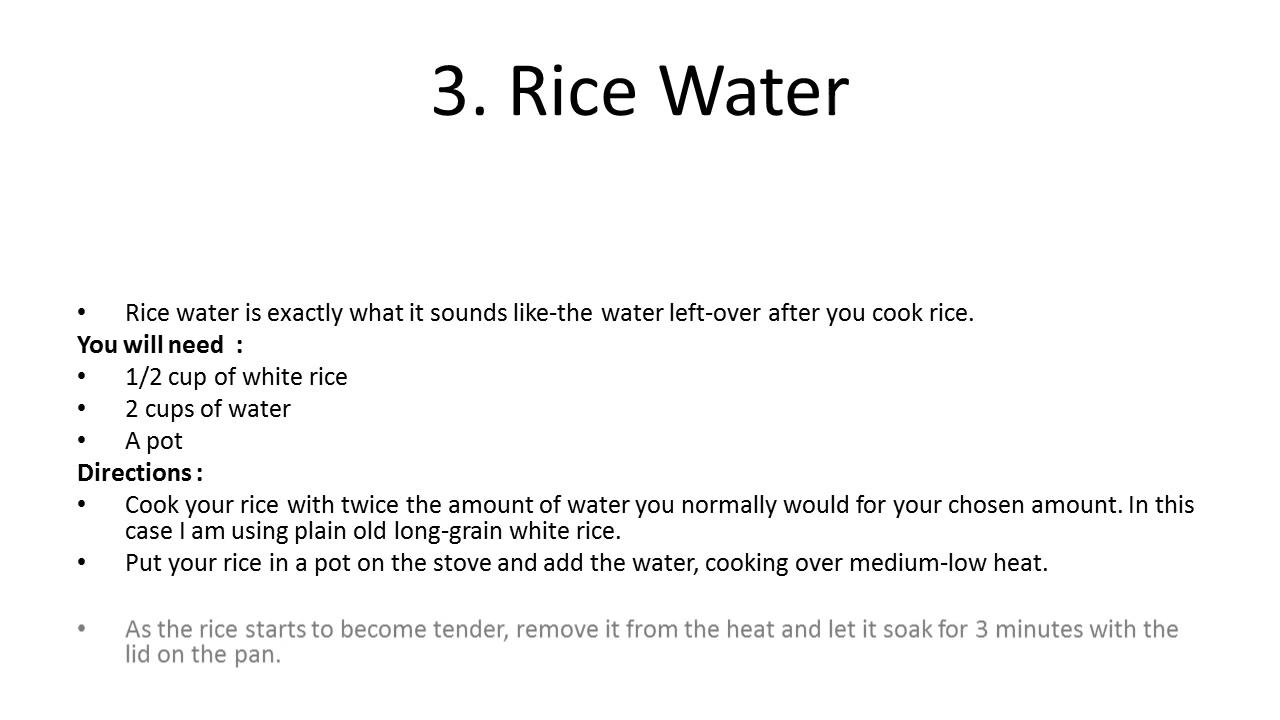 3. Rice Water
• Rice water is exactly what it sounds like-the water left-over after you cook rice.
You will need :
• 1/2 cup of white rice
• 2 cups of water
• A pot
Directions :
• Cook your rice with twice the amount of water you normally would for your chosen amount. In this
case I am using plain old long-grain white rice.
• Put your rice in a pot on the stove and add the water, cooking over medium-low heat.
• As the rice starts to become tender, remove it from the heat and let it soak for 3 minutes with the
lid on the pan.